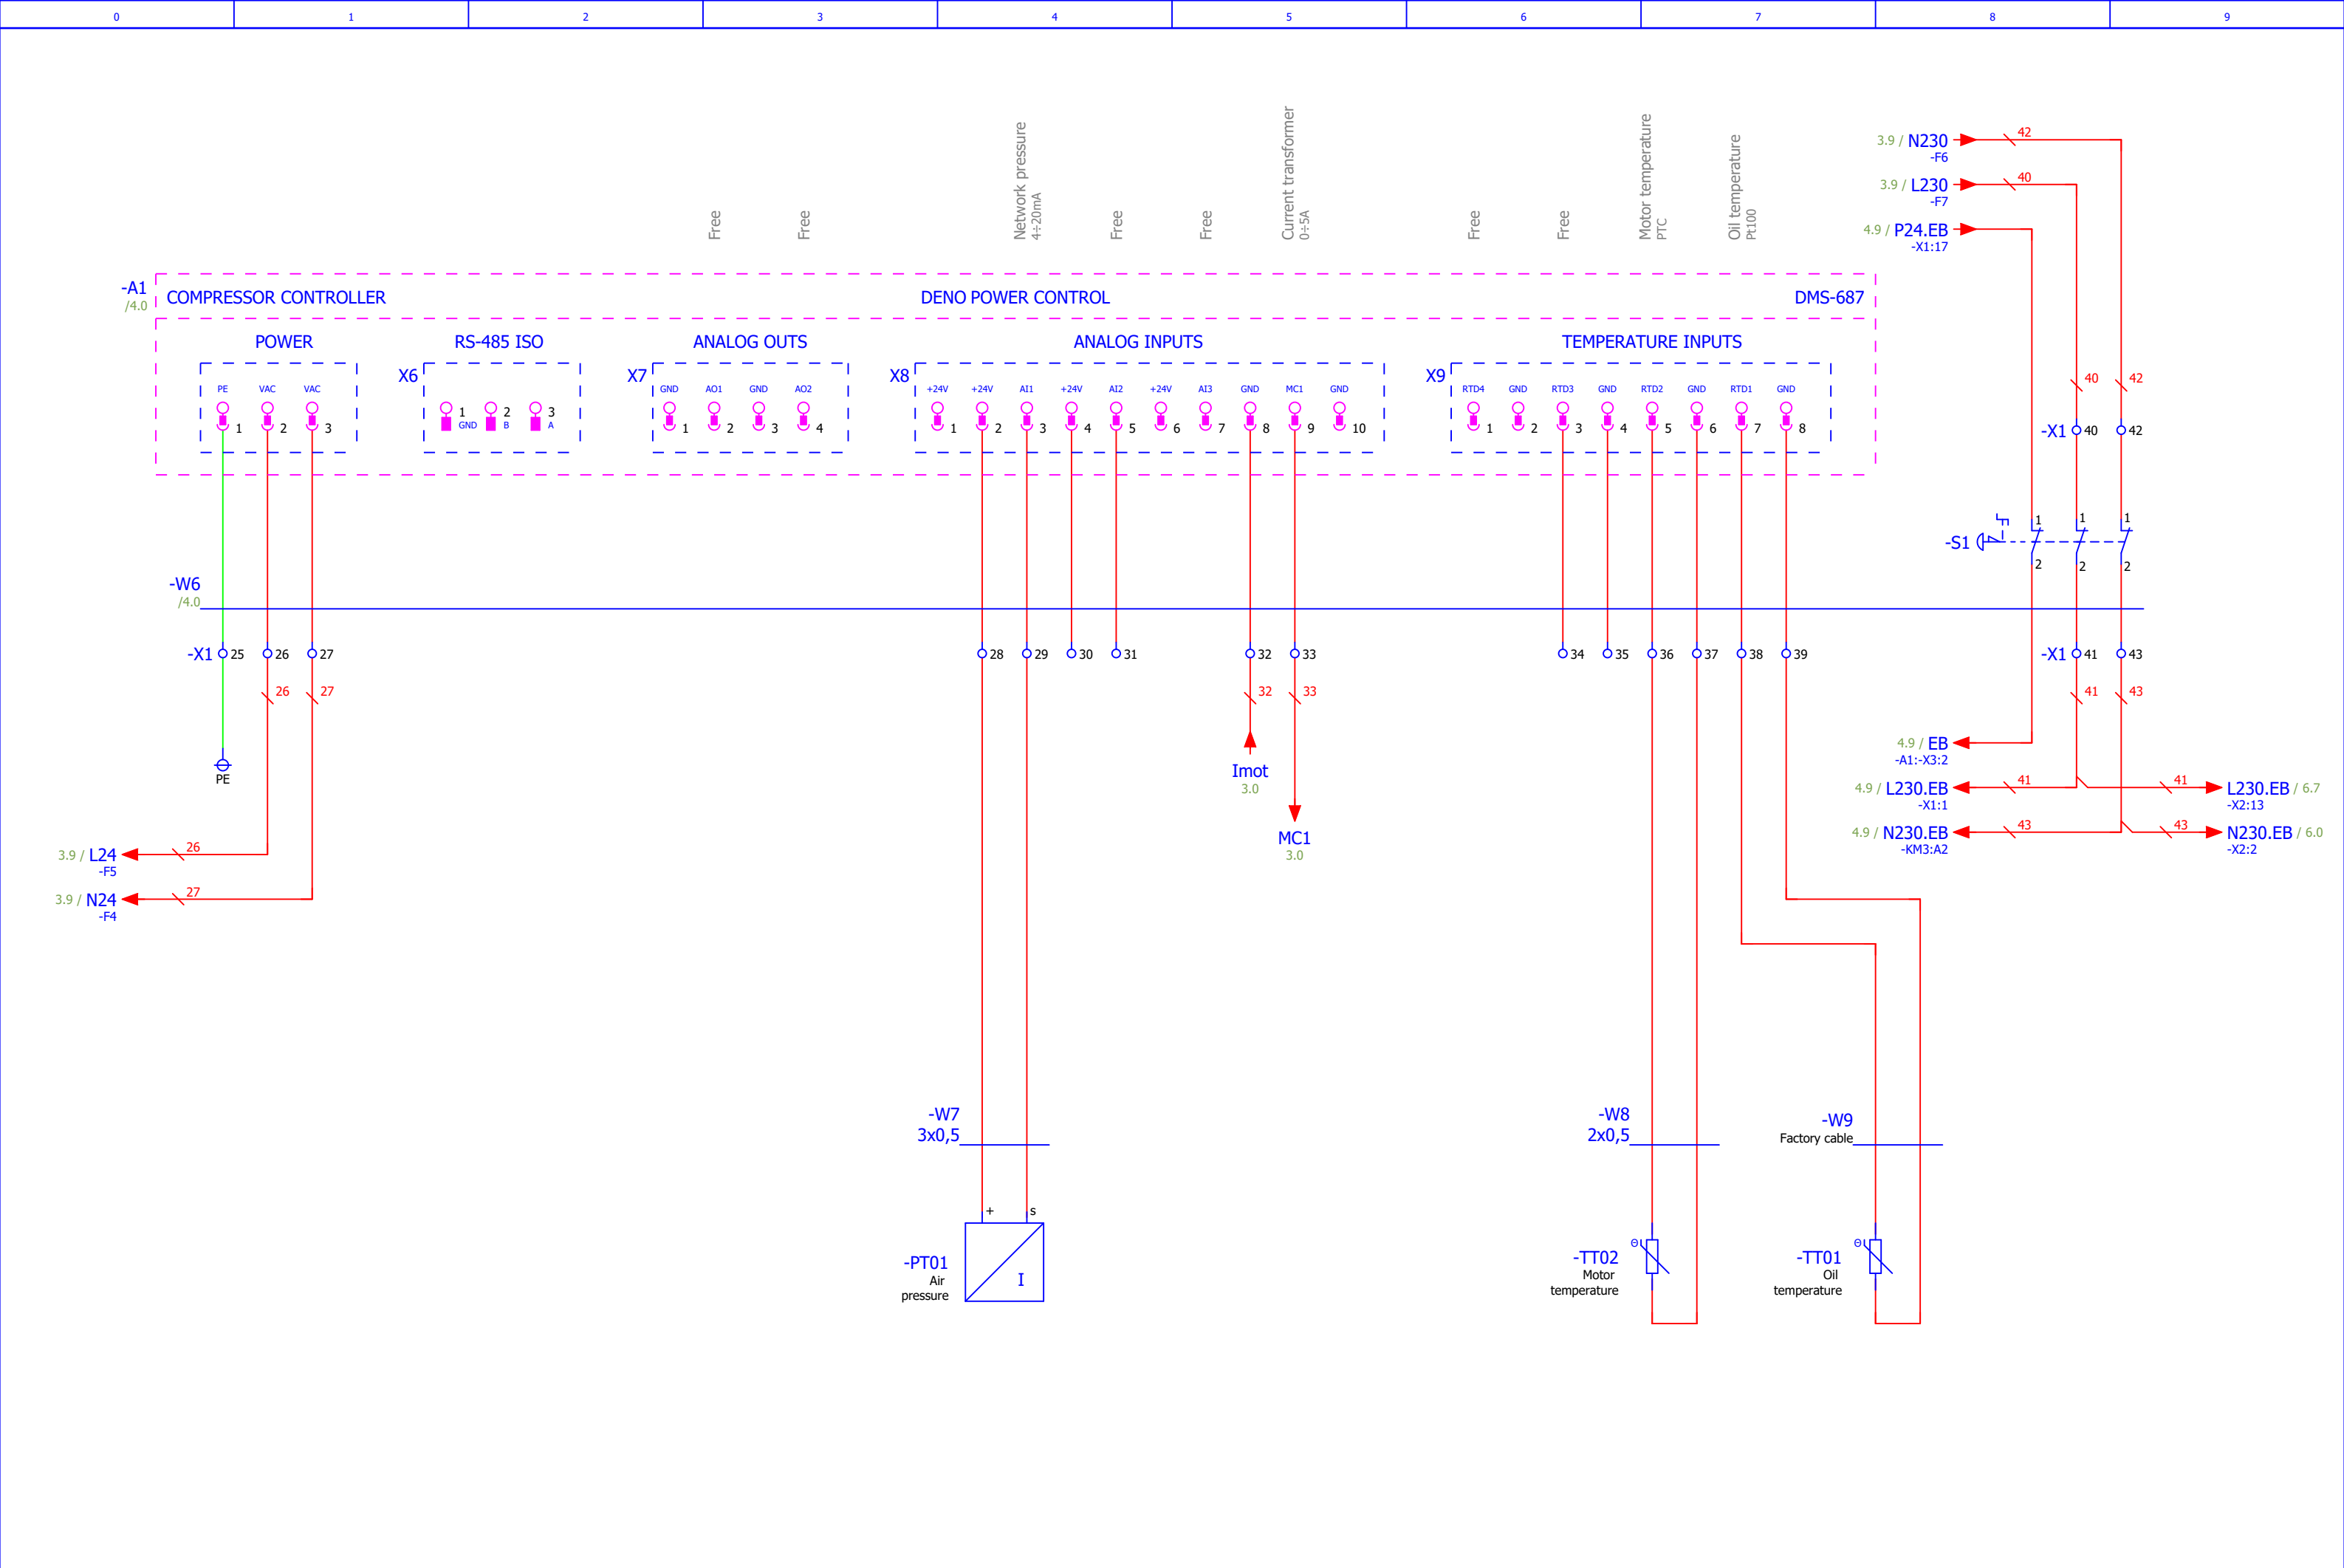 0 1 2 3 4 5 6 7 8 9
Free
Free
Network pressure
4÷20mA
Free
Free
Current transformer
0÷5A
Free
Free
Motor temperature
PTC
Oil temperature
Pt100
3.9 / N230
-F6
42
3.9 / L230
-F7
40
4.9 / P24.EB
-X1:17
-A1
/4.0
COMPRESSOR CONTROLLER DENO POWER CONTROL DMS-687
POWER
PE VAC VAC
1 2 3
RS-485 ISO
X6
1 2 3
GND B A
ANALOG OUTS
X7
GND AO1 GND AO2
1 2 3 4
ANALOG INPUTS
X8
+24V +24V AI1 +24V AI2 +24V AI3 GND MC1 GND
1 2 3 4 5 6 7 8 9 10
TEMPERATURE INPUTS
X9
RTD4 GND RTD3 GND RTD2 GND RTD1 GND
1 2 3 4 5 6 7 8
40 42
-X1 40 42
1 1 1
-S1
2 2 2
-W6
/4.0
-X1 25 26 27 28 29 30 31 32 33 34 35 36 37 38 39
-X1 41 43
26 27 32 33 41 43
PE
Imot
3.0
MC1
3.0
4.9 / EB
-A1:-X3:2
4.9 / L230.EB
-X1:1
41 41
L230.EB / 6.7
-X2:13
4.9 / N230.EB
-KM3:A2
43 43
N230.EB / 6.0
-X2:2
3.9 / L24
-F5
26
3.9 / N24
-F4
27
-W7
3x0,5
-W8
2x0,5
-W9
Factory cable
+ s
-PT01
Air
pressure
I
-TT02
Motor
temperature
Θ
-TT01
Oil
temperature
Θ